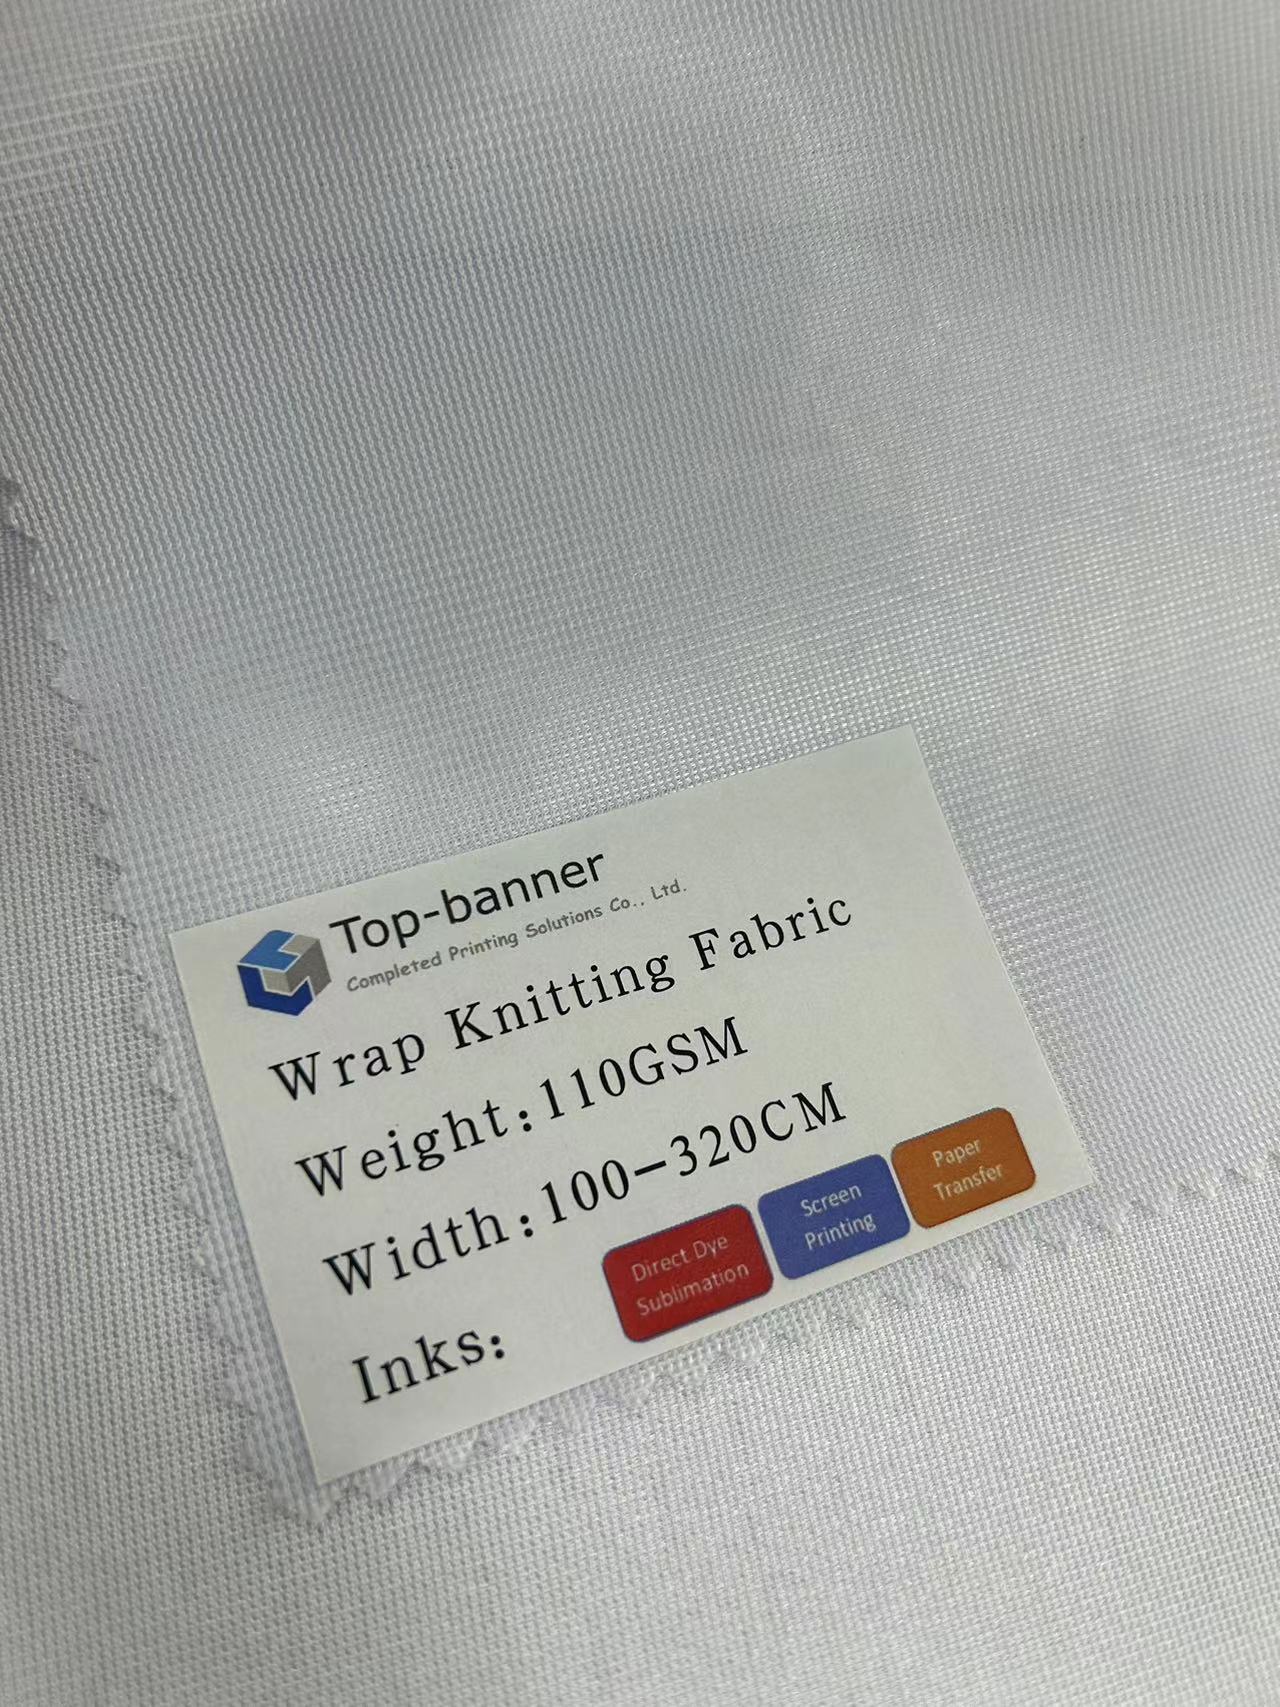 Top-banner
Completed Printing Solutions Co., Ltd.
Wrap Knitting Fabric
Weight:110GSM
Width:100-320CM
Inks:
Direct Dye
Sublimation
Screen
Printing
Paper
Transfer